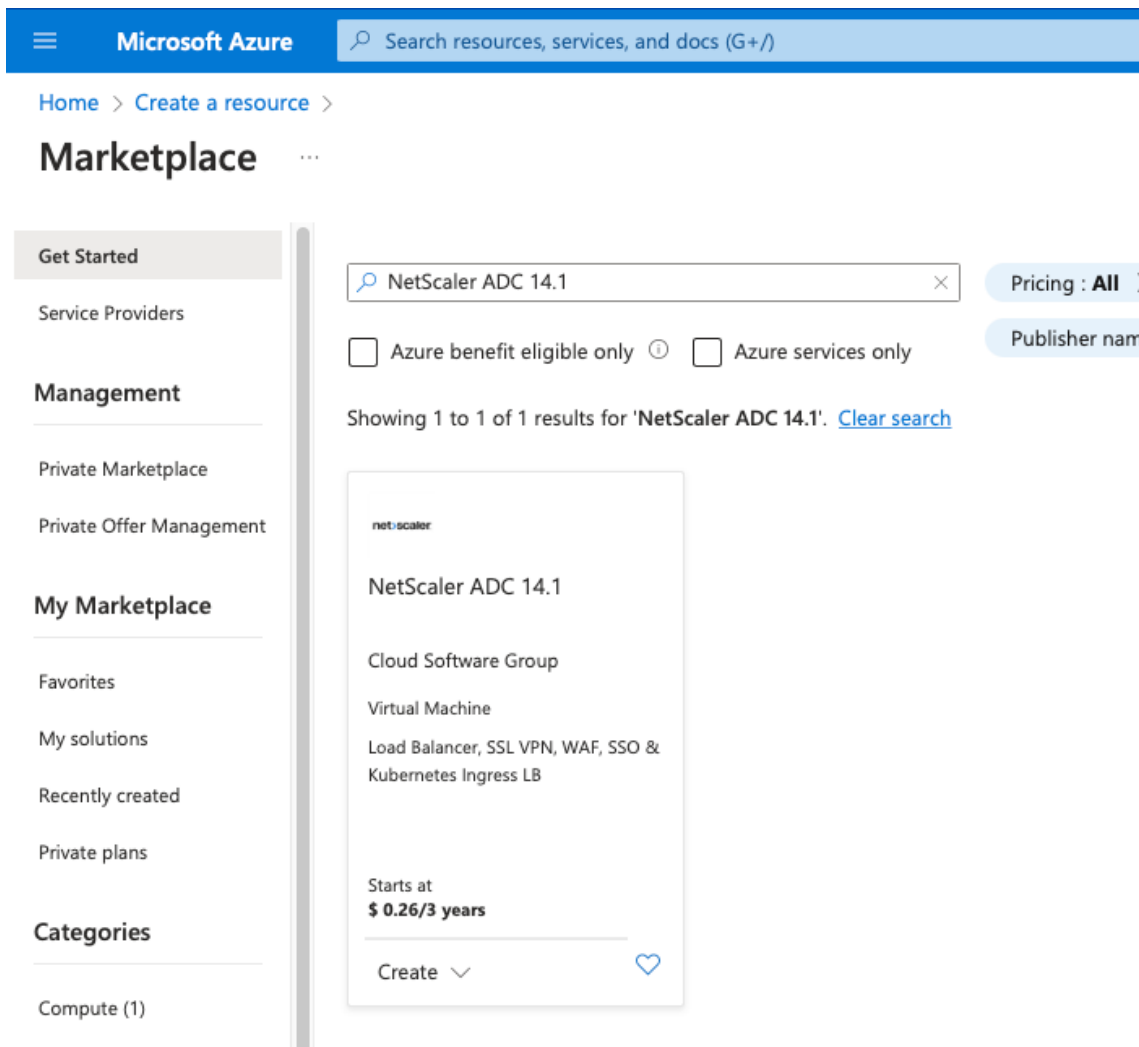 Microsoft Azure
Search resources, services, and docs (G+/)
Home > Create a resource >
Marketplace ...
Get Started
Service Providers
Management
Private Marketplace
Private Offer Management
My Marketplace
Favorites
My solutions
Recently created
Private plans
Categories
Compute (1)
NetScaler ADC 14.1
Pricing : All
Azure benefit eligible only
Azure services only
Publisher nam
Showing 1 to 1 of 1 results for 'NetScaler ADC 14.1'. Clear search
net>scaler
NetScaler ADC 14.1
Cloud Software Group
Virtual Machine
Load Balancer, SSL VPN, WAF, SSO &
Kubernetes Ingress LB
Starts at
$ 0.26/3 years
Create